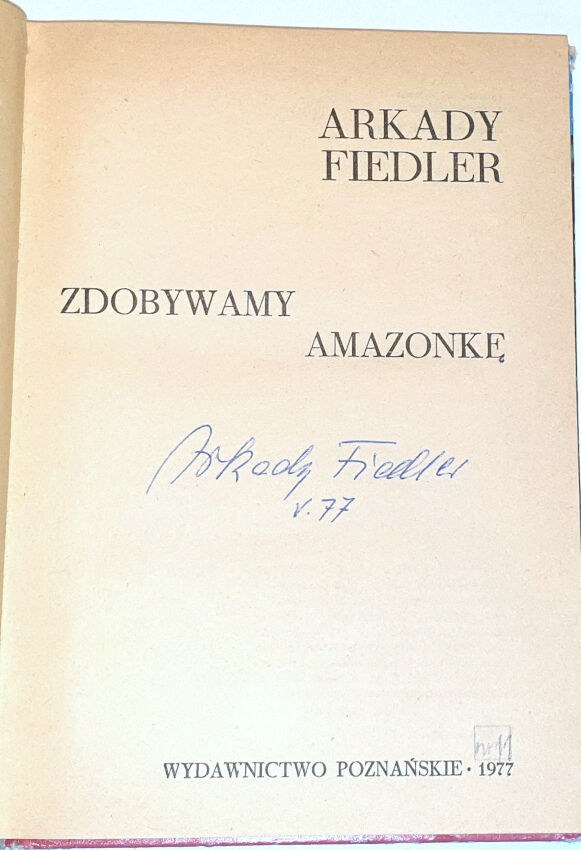 ARKADY
FIEDLER
ZDOBYWAMY
AMAZONKĘ
Arkady Fiedler
V. 77
WYDAWNICTWO POZNAŃSKIE • 1977